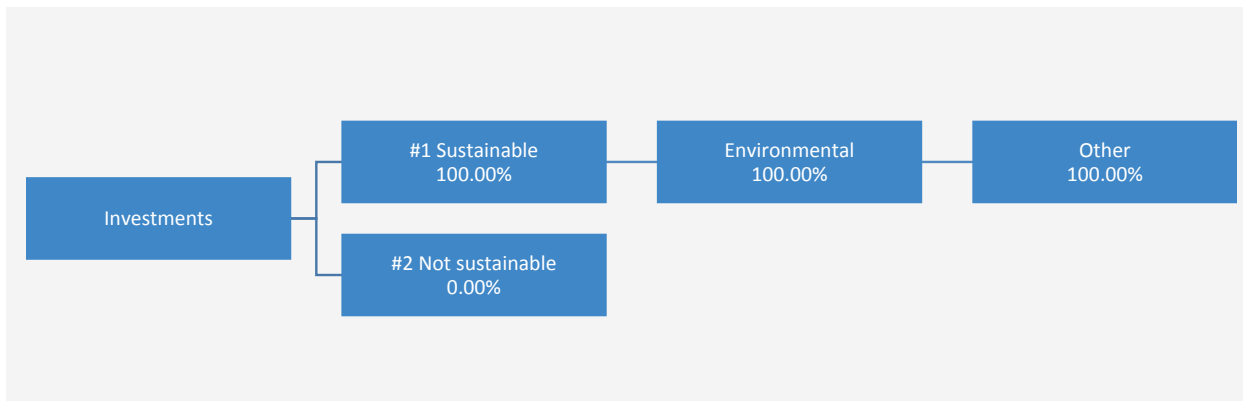 Investments
#1 Sustainable
100.00%
Environmental
100.00%
Other
100.00%
#2 Not sustainable
0.00%